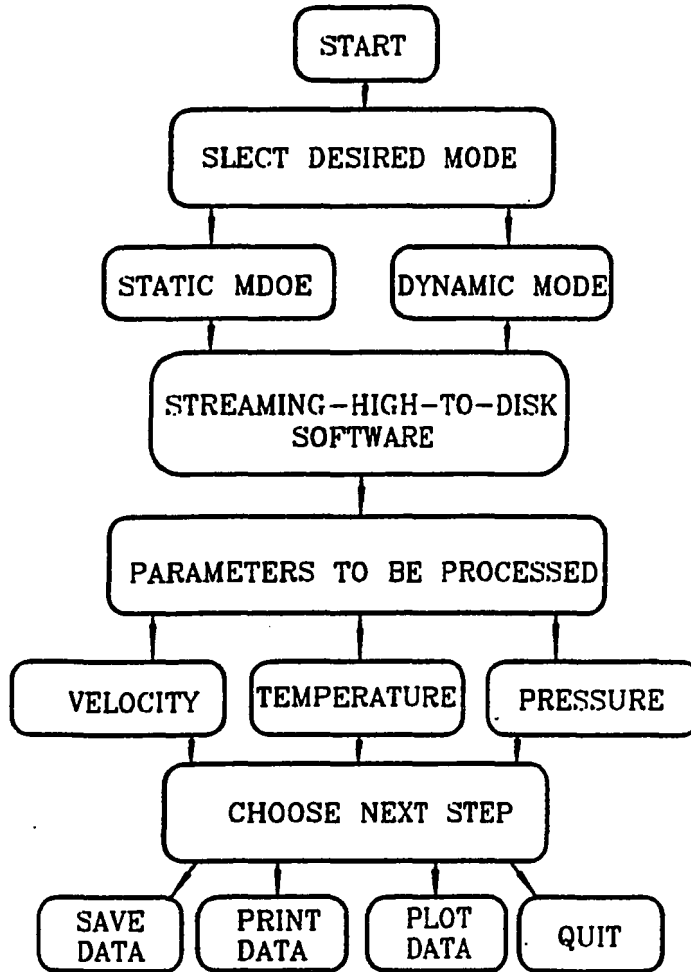 START
SLECT DESIRED MODE
STATIC MDOE
DYNAMIC MODE
STREAMING-HIGH-TO-DISK
SOFTWARE
PARAMETERS TO BE PROCESSED
VELOCITY
TEMPERATURE
PRESSURE
CHOOSE NEXT STEP
SAVE
DATA
PRINT
DATA
PLOT
DATA
QUIT